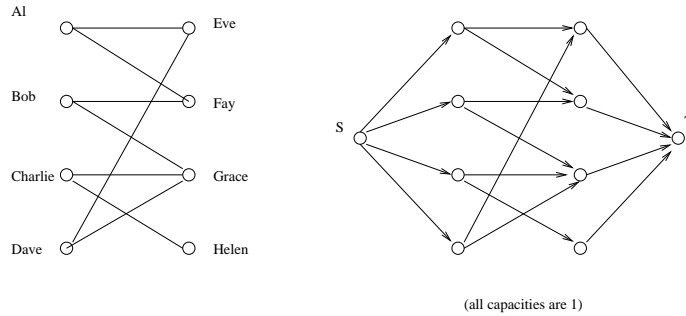 Al
Eve
Bob
Fay
Charlie
Grace
Dave
Helen
S
(all capacities are 1)